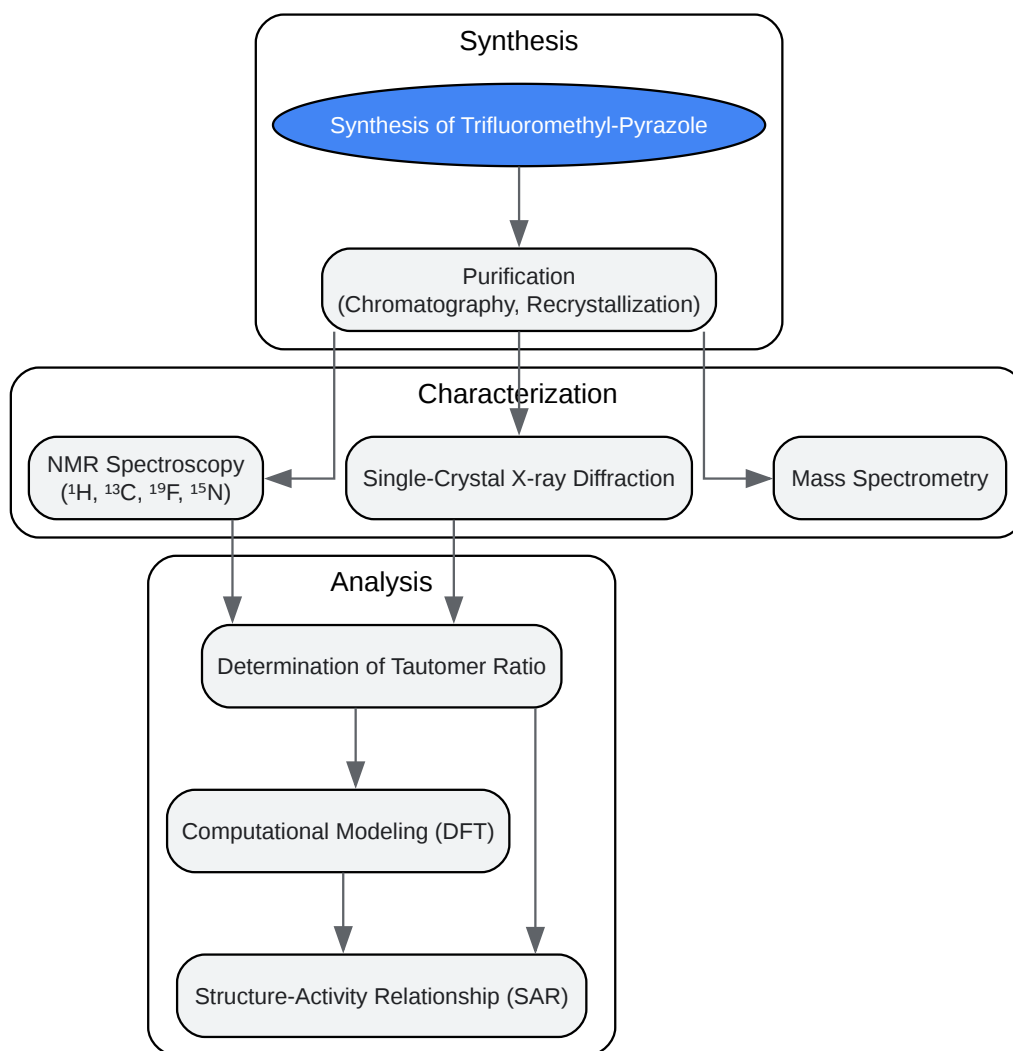 Synthesis
Synthesis of Trifluoromethyl-Pyrazole
Purification
(Chromatography, Recrystallization)
Characterization
NMR Spectroscopy
(¹H, ¹³C, ¹⁹F, ¹⁵N)
Single-Crystal X-ray Diffraction
Mass Spectrometry
Analysis
Determination of Tautomer Ratio
Computational Modeling (DFT)
Structure-Activity Relationship (SAR)